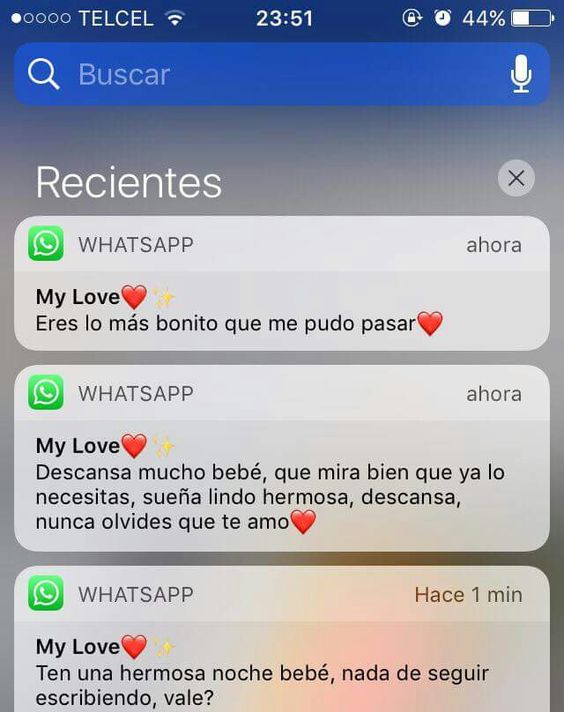 TELCEL 23:51 44%
Buscar
Recientes
WHATSAPP ahora
My Love❤️✨
Eres lo más bonito que me pudo pasar❤️
WHATSAPP ahora
My Love❤️✨
Descansa mucho bebé, que mira bien que ya lo
necesitas, sueña lindo hermosa, descansa,
nunca olvides que te amo❤️
WHATSAPP Hace 1 min
My Love❤️✨
Ten una hermosa noche bebé, nada de seguir
escribiendo, vale?